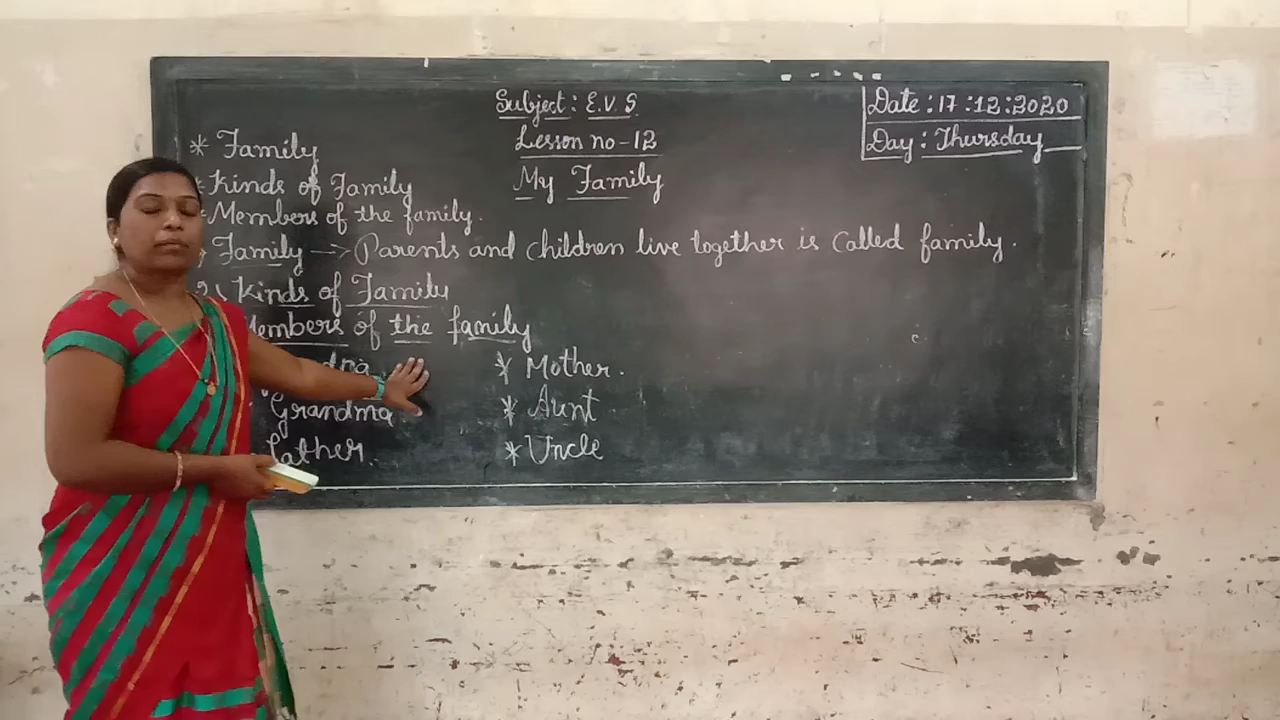 Subject: E.V.S
Lesson no-12
My Family
Date: 17:12:2020
Day: Thursday
* Family
* Kinds of Family
* Members of the family.
Family -> Parents and children live together is called family.
2) Kinds of Family
Members of the family
* Mother.
Grandma
* Aunt
Father.
* Uncle